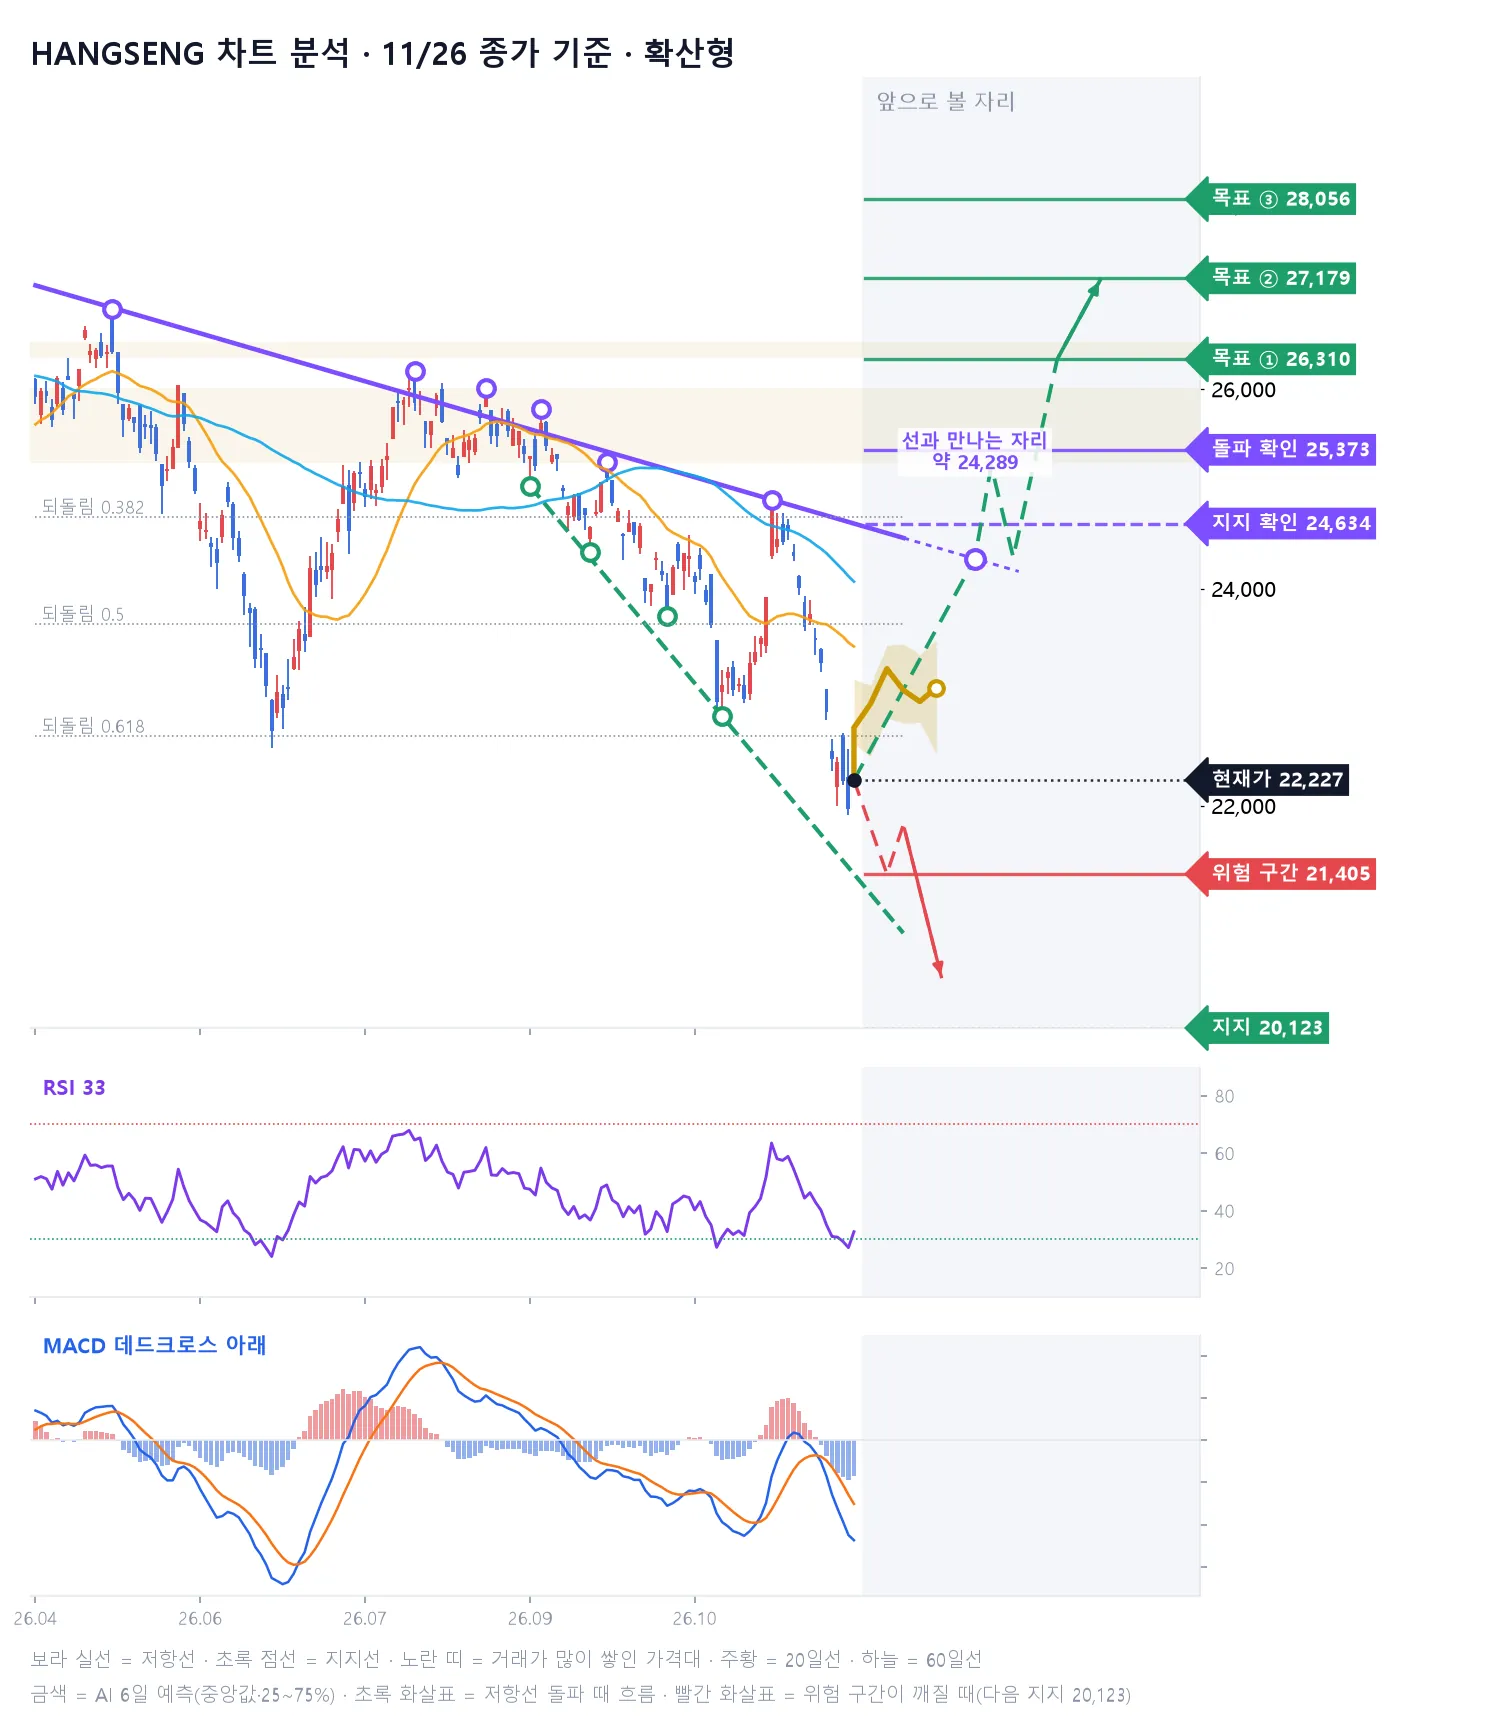 HANGSENG 차트 분석 · 11/26 종가 기준 · 확산형
앞으로 볼 자리
목표 ③ 28,056
목표 ② 27,179
목표 ① 26,310
26,000
돌파 확인 25,373
선과 만나는 자리
약 24,289
지지 확인 24,634
되돌림 0.382
24,000
되돌림 0.5
되돌림 0.618
현재가 22,227
22,000
위험 구간 21,405
지지 20,123
RSI 33
80
60
40
20
MACD 데드크로스 아래
26.04 26.06 26.07 26.09 26.10
보라 실선 = 저항선 · 초록 점선 = 지지선 · 노란 띠 = 거래가 많이 쌓인 가격대 · 주황 = 20일선 · 하늘 = 60일선
금색 = AI 6일 예측(중앙값·25~75%) · 초록 화살표 = 저항선 돌파 때 흐름 · 빨간 화살표 = 위험 구간이 깨질 때(다음 지지 20,123)